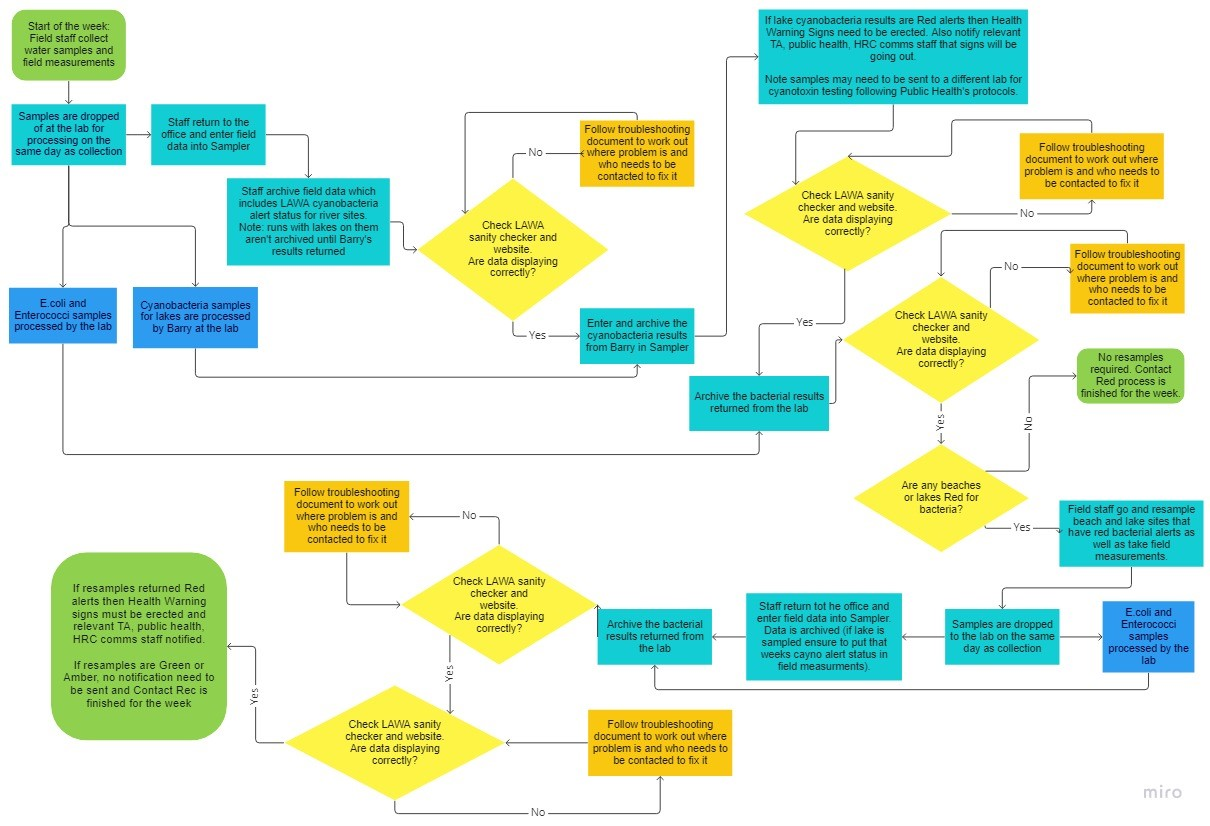 Start of the week:
Field staff collect
water samples and
field measurements
Samples are dropped
of at the lab for
processing on the
same day as collection
Staff return to the
office and enter field
data into Sampler
Staff archive field data which
includes LAWA cyanobacteria
alert status for river sites.
Note: runs with lakes on them
aren't archived until Barry's
results returned
E.coli and
Enterococci samples
processed by the lab
Cyanobacteria samples
for lakes are processed
by Barry at the lab
Check LAWA
sanity checker and
website.
Are data displaying
correctly?
No
Follow troubleshooting
document to work out
where problem is and
who needs to be
contacted to fix it
Yes
Enter and archive the
cyanobacteria results
from Barry in Sampler
If lake cyanobacteria results are Red alerts then Health
Warning Signs need to be erected. Also notify relevant
TA, public health, HRC comms staff that signs will be
going out.
Note samples may need to be sent to a different lab for
cyanotoxin testing following Public Health's protocols.
Check LAWA sanity
checker and website.
Are data displaying
correctly?
No
Follow troubleshooting
document to work out where
problem is and who needs to
be contacted to fix it
Yes
Archive the bacterial results
returned from the lab
Check LAWA sanity
checker and
website.
Are data displaying
correctly?
No
Follow troubleshooting
document to work out
where problem is and
who needs to be
contacted to fix it
Yes
Are any beaches
or lakes Red for
bacteria?
No
No resamples
required. Contact
Red process is
finished for the week.
Yes
Field staff go and resample
beach and lake sites that
have red bacterial alerts as
well as take field
measurements.
Samples are dropped
to the lab on the same
day as collection
E.coli and
Enterococci
samples
processed by the
lab
Staff return tot he office and
enter field data into Sampler.
Data is archived (if lake is
sampled ensure to put that
weeks cayno alert status in
field measurments).
Archive the bacterial
results returned from
the lab
Check LAWA sanity
checker and
website.
Are data displaying
correctly?
No
Follow troubleshooting
document to work out
where problem is and
who needs to be
contacted to fix it
Yes
Check LAWA sanity
checker and website.
Are data displaying
correctly?
No
Follow troubleshooting
document to work out where
problem is and who needs to
be contacted to fix it
Yes
If resamples returned Red
alerts then Health Warning
signs must be erected and
relevant TA, public health,
HRC comms staff notified.
If resamples are Green or
Amber, no notification need to
be sent and Contact Rec is
finished for the week
miro